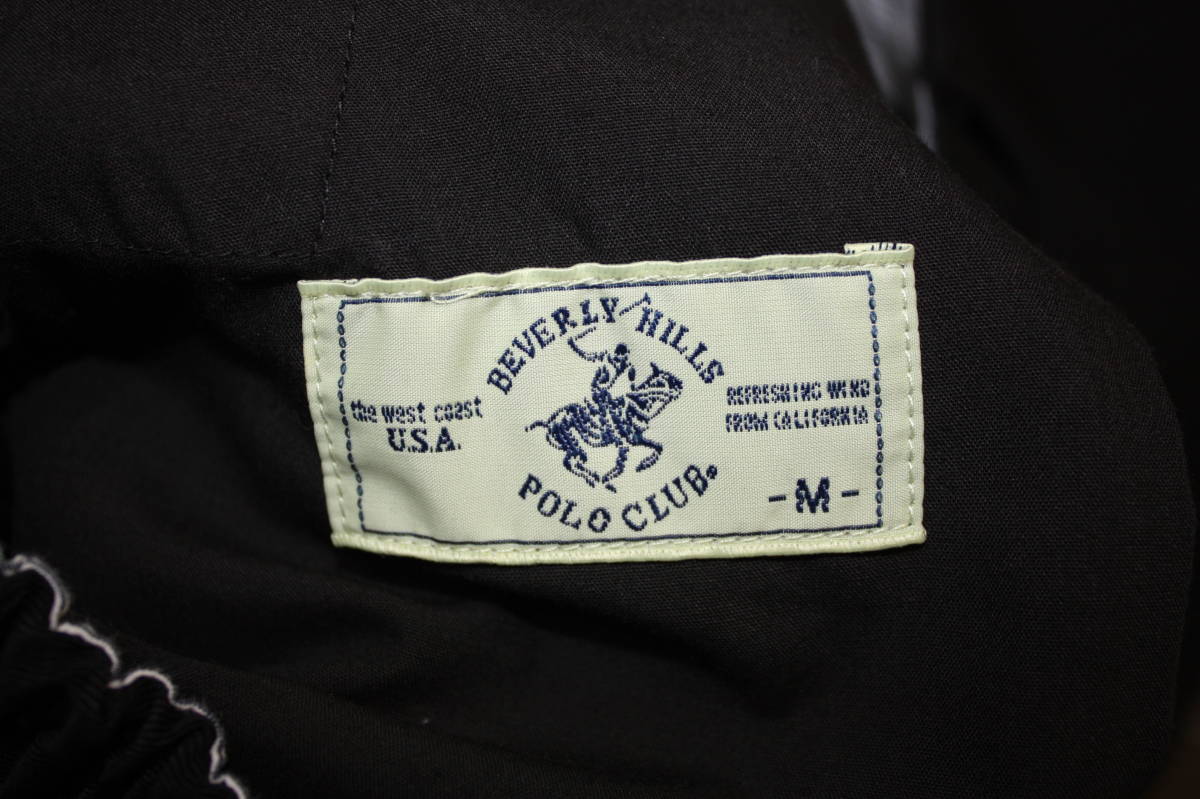 BEVERLY HILLS
the west coast
U.S.A.
REFRESHING WIND
FROM CALIFORNIA
POLO CLUB®
-M-